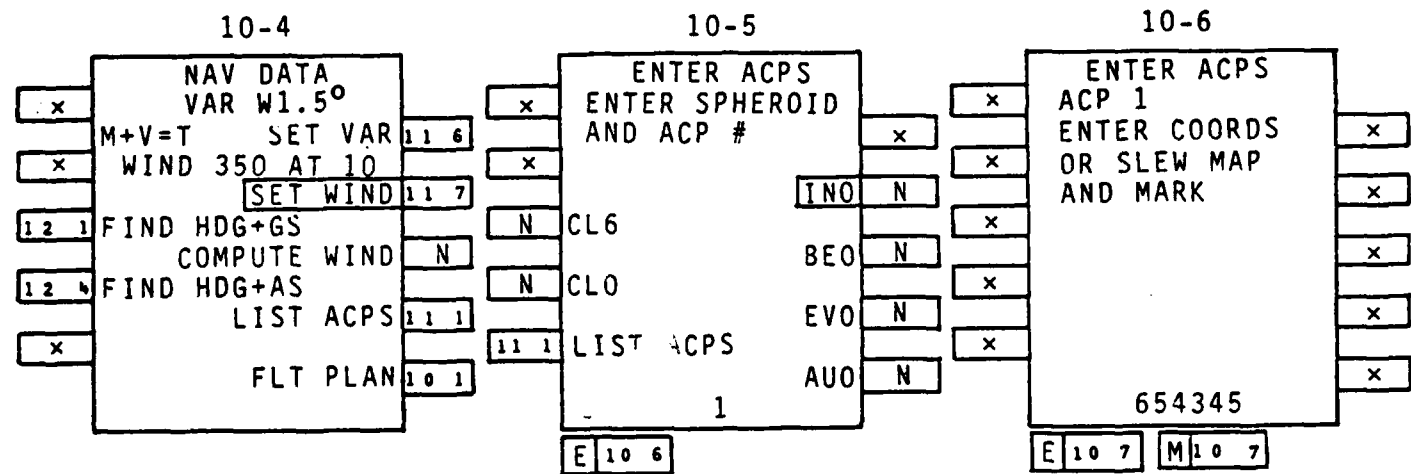 10-4
NAV DATA
× VAR W1.5°
M+V=T SET VAR 11 6
× WIND 350 AT 10
SET WIND 11 7
12 1 FIND HDG+GS
COMPUTE WIND N
12 4 FIND HDG+AS
LIST ACPS 11 1
×
FLT PLAN 10 1
10-5
ENTER ACPS
× ENTER SPHEROID
AND ACP # ×
×
INO N
N CL6
BEO N
N CLO
EVO N
11 1 LIST ACPS
AUO N
1
E 10 6
10-6
ENTER ACPS
× ACP 1
ENTER COORDS ×
× OR SLEW MAP
AND MARK ×
×
×
×
×
×
×
654345
E 10 7 M 10 7